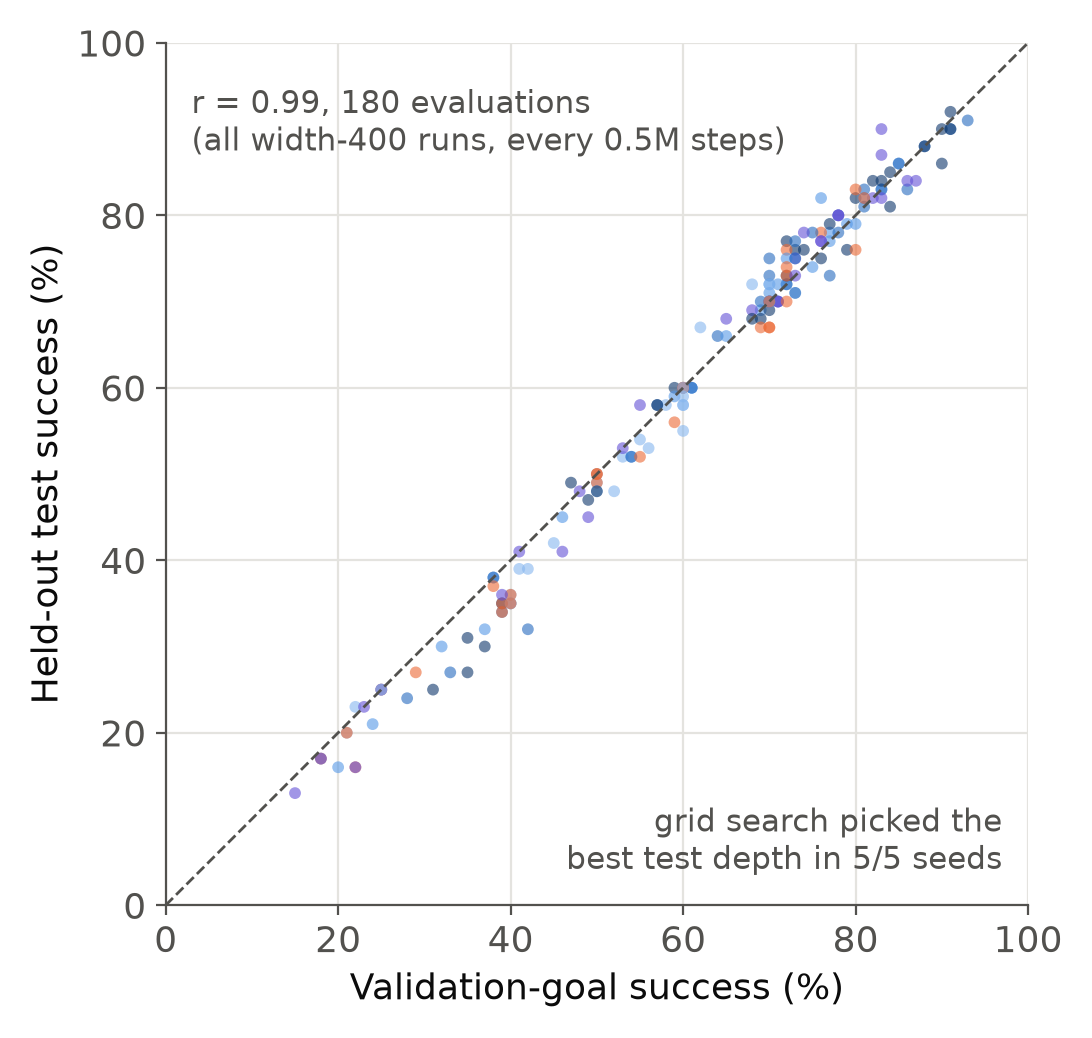 100
80
60
40
20
0
Held-out test success (%)
r = 0.99, 180 evaluations
(all width-400 runs, every 0.5M steps)
grid search picked the
best test depth in 5/5 seeds
0 20 40 60 80 100
Validation-goal success (%)